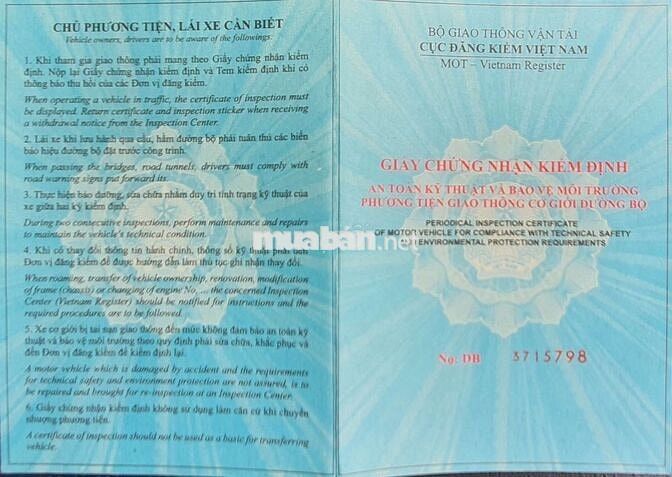 CHỦ PHƯƠNG TIỆN, LÁI XE CẦN BIẾT
Vehicle owners, drivers are to be aware of the followings:
1. Khi tham gia giao thông phải mang theo Giấy chứng nhận kiểm
định. Nộp lại Giấy chứng nhận kiểm định và Tem kiểm định khi có
thông báo thu hồi của các Đơn vị đăng kiểm.
When operating a vehicle in traffic, the certificate of inspection must
be displayed. Return certificate and inspection sticker when receiving
a withdrawal notice from the Inspection Center.
2. Lái xe khi lưu hành qua cầu, hầm đường bộ phải tuân thủ các biển
báo hiệu đường bộ đặt trước công trình.
When passing the bridges, road tunnels, drivers must comply with
road warning signs put forward its.
3. Thực hiện bảo dưỡng, sửa chữa nhằm duy trì tình trạng kỹ thuật của
xe giữa hai kỳ kiểm định.
During two consecutive inspections, perform maintenance and repairs
to maintain the vehicle's technical condition.
4. Khi có thay đổi thông tin hành chính, thông số kỹ thuật phải
Đơn vị đăng kiểm để được hướng dẫn làm thủ tục ghi nhận thay đổi.
When roaming, transfer of vehicle ownership, renovation, modification
of frame (chassis) or changing of engine No, ... the concerned Inspection
Center (Vietnam Register) should be notified for instructions and the
required procedures are to be followed.
5. Xe cơ giới bị tai nạn giao thông đến mức không đảm bảo an toàn kỹ
thuật và bảo vệ môi trường theo quy định phải sửa chữa, khắc phục và
đến Đơn vị đăng kiểm để kiểm định lại.
A motor vehicle which is damaged by accident and the requirements
for technical safety and environment protection are not assured, is to
be repaired and brought for re-inspection at an Inspection Center.
6. Giấy chứng nhận kiểm định không sử dụng làm căn cứ khi chuyển
nhượng phương tiện.
A certificate of inspection should not be used as a basic for transferring
vehicle.
muaban.net
BỘ GIAO THÔNG VẬN TẢI
CỤC ĐĂNG KIỂM VIỆT NAM
MOT – Vietnam Register
GIẤY CHỨNG NHẬN KIỂM ĐỊNH
AN TOÀN KỸ THUẬT VÀ BẢO VỆ MÔI TRƯỜNG
PHƯƠNG TIỆN GIAO THÔNG CƠ GIỚI ĐƯỜNG BỘ
PERIODICAL INSPECTION CERTIFICATE
OF MOTOR VEHICLE FOR COMPLIANCE WITH TECHNICAL SAFETY
ENVIRONMENTAL PROTECTION REQUIREMENTS
No: DB 3715798